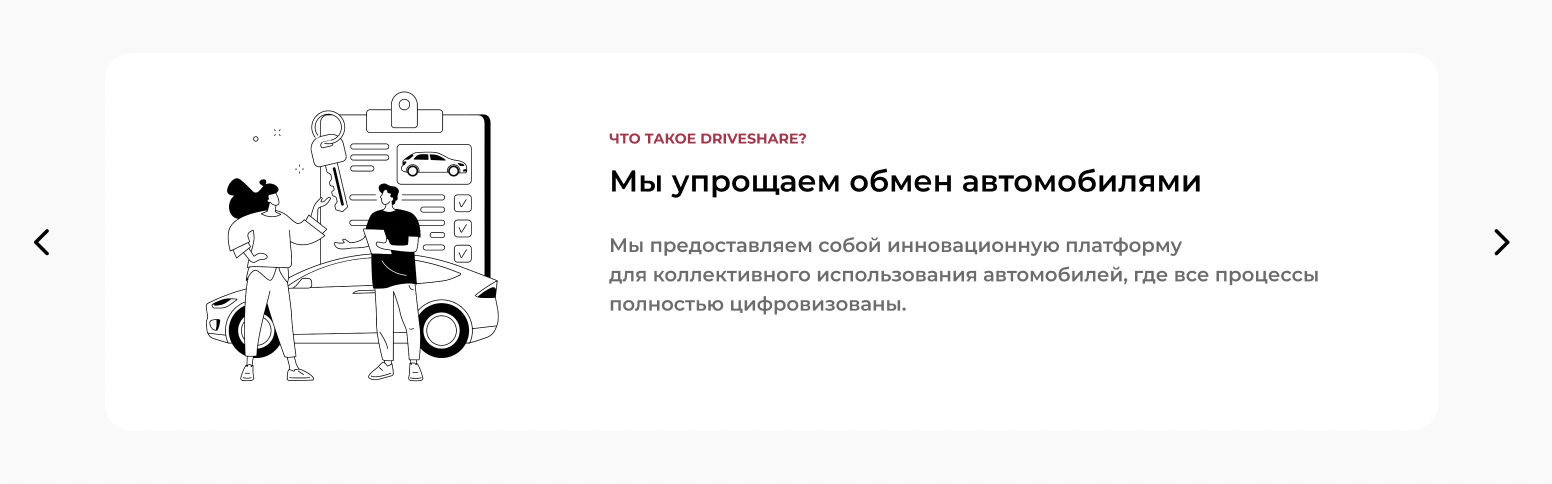 ЧТО ТАКОЕ DRIVESHARE?
Мы упрощаем обмен автомобилями
Мы предоставляем собой инновационную платформу
для коллективного использования автомобилей, где все процессы
полностью цифровизованы.